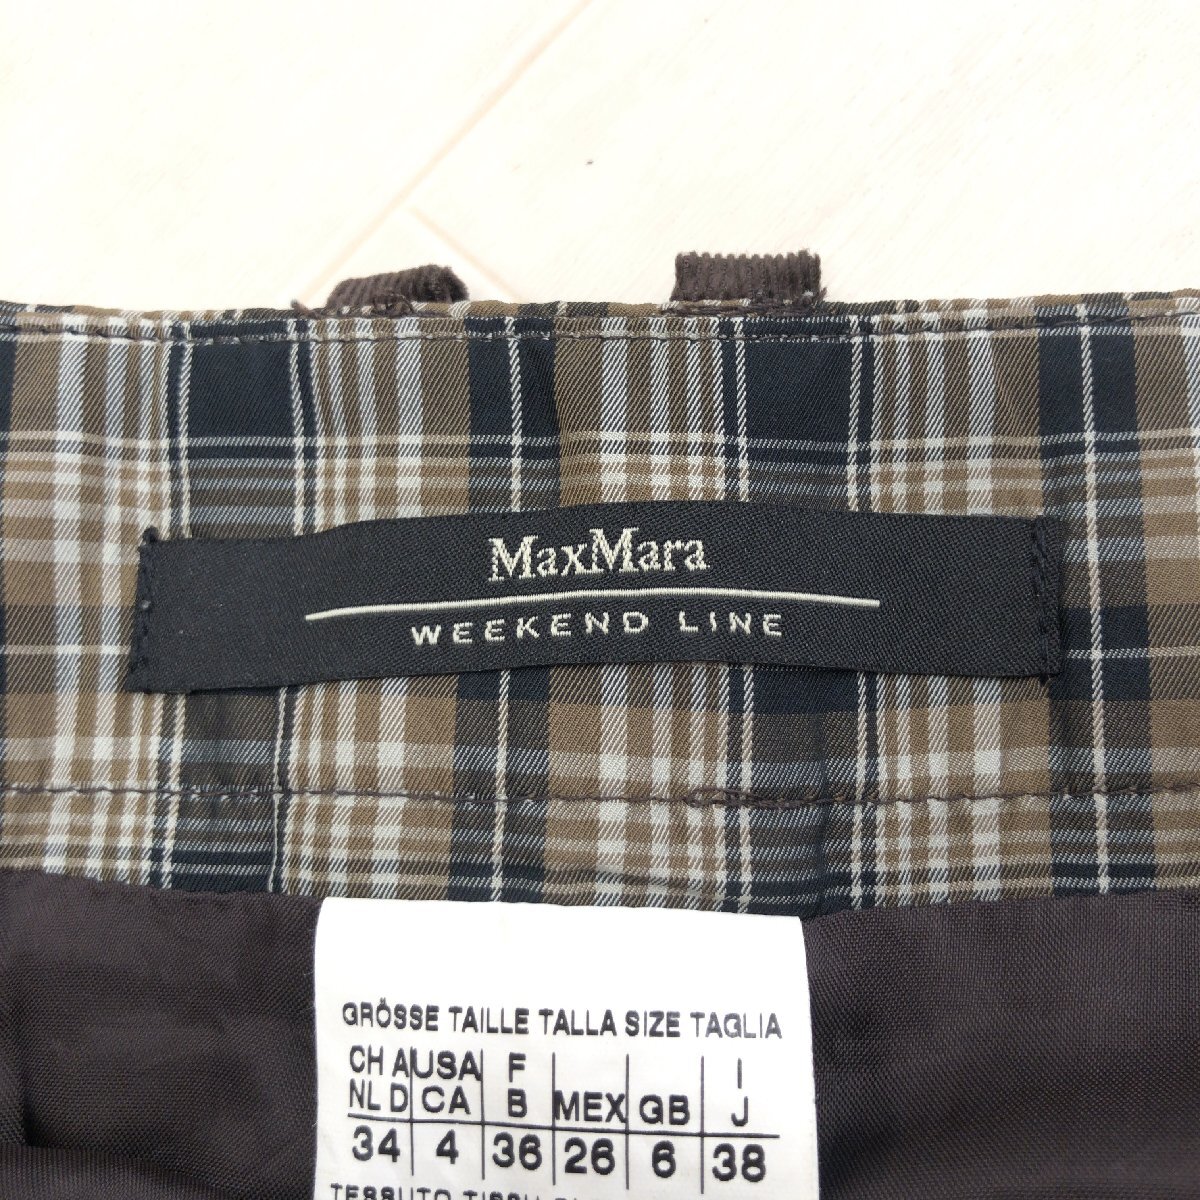 MaxMara
WEEKEND LINE
GRÖSSE TAILLE TALLA SIZE TAGLIA
CH A USA F I
NL D CA B MEX GB J
34 4 36 26 6 38
TESSUTO